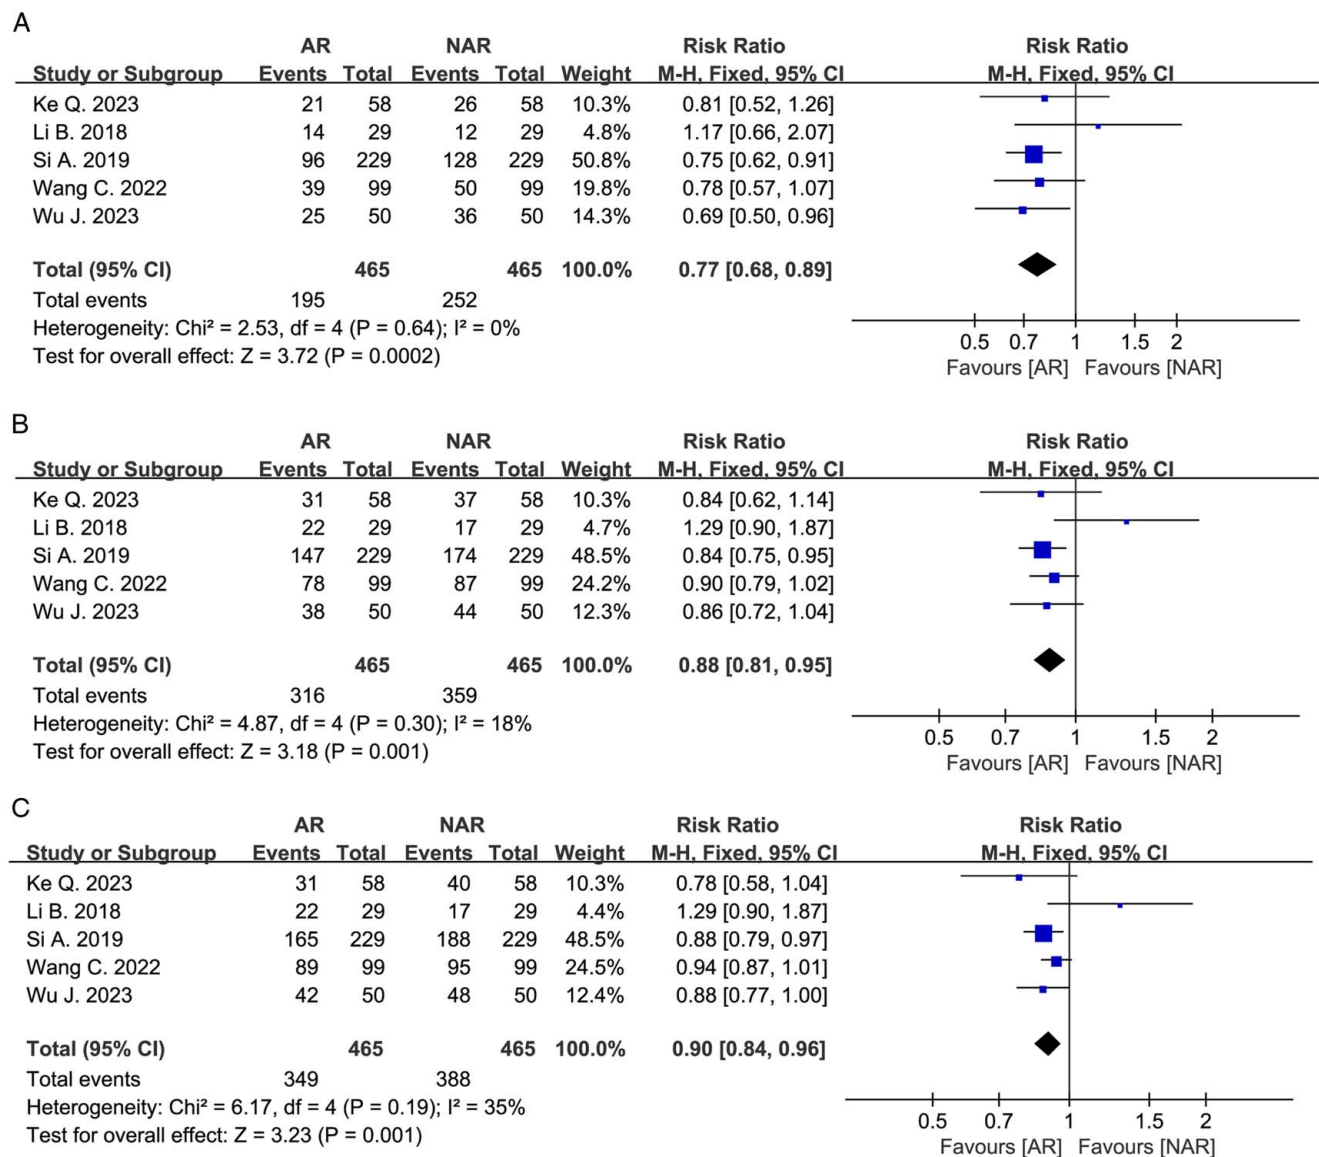 A
AR NAR Risk Ratio Risk Ratio
Study or Subgroup Events Total Events Total Weight M-H, Fixed, 95% CI M-H, Fixed, 95% CI
Ke Q. 2023 21 58 26 58 10.3% 0.81 [0.52, 1.26]
Li B. 2018 14 29 12 29 4.8% 1.17 [0.66, 2.07]
Si A. 2019 96 229 128 229 50.8% 0.75 [0.62, 0.91]
Wang C. 2022 39 99 50 99 19.8% 0.78 [0.57, 1.07]
Wu J. 2023 25 50 36 50 14.3% 0.69 [0.50, 0.96]
Total (95% CI) 465 465 100.0% 0.77 [0.68, 0.89]
Total events 195 252
Heterogeneity: Chi² = 2.53, df = 4 (P = 0.64); I² = 0%
Test for overall effect: Z = 3.72 (P = 0.0002)
0.5 0.7 1 1.5 2
Favours [AR] Favours [NAR]
B
AR NAR Risk Ratio Risk Ratio
Study or Subgroup Events Total Events Total Weight M-H, Fixed, 95% CI M-H, Fixed, 95% CI
Ke Q. 2023 31 58 37 58 10.3% 0.84 [0.62, 1.14]
Li B. 2018 22 29 17 29 4.7% 1.29 [0.90, 1.87]
Si A. 2019 147 229 174 229 48.5% 0.84 [0.75, 0.95]
Wang C. 2022 78 99 87 99 24.2% 0.90 [0.79, 1.02]
Wu J. 2023 38 50 44 50 12.3% 0.86 [0.72, 1.04]
Total (95% CI) 465 465 100.0% 0.88 [0.81, 0.95]
Total events 316 359
Heterogeneity: Chi² = 4.87, df = 4 (P = 0.30); I² = 18%
Test for overall effect: Z = 3.18 (P = 0.001)
0.5 0.7 1 1.5 2
Favours [AR] Favours [NAR]
C
AR NAR Risk Ratio Risk Ratio
Study or Subgroup Events Total Events Total Weight M-H, Fixed, 95% CI M-H, Fixed, 95% CI
Ke Q. 2023 31 58 40 58 10.3% 0.78 [0.58, 1.04]
Li B. 2018 22 29 17 29 4.4% 1.29 [0.90, 1.87]
Si A. 2019 165 229 188 229 48.5% 0.88 [0.79, 0.97]
Wang C. 2022 89 99 95 99 24.5% 0.94 [0.87, 1.01]
Wu J. 2023 42 50 48 50 12.4% 0.88 [0.77, 1.00]
Total (95% CI) 465 465 100.0% 0.90 [0.84, 0.96]
Total events 349 388
Heterogeneity: Chi² = 6.17, df = 4 (P = 0.19); I² = 35%
Test for overall effect: Z = 3.23 (P = 0.001)
0.5 0.7 1 1.5 2
Favours [AR] Favours [NAR]